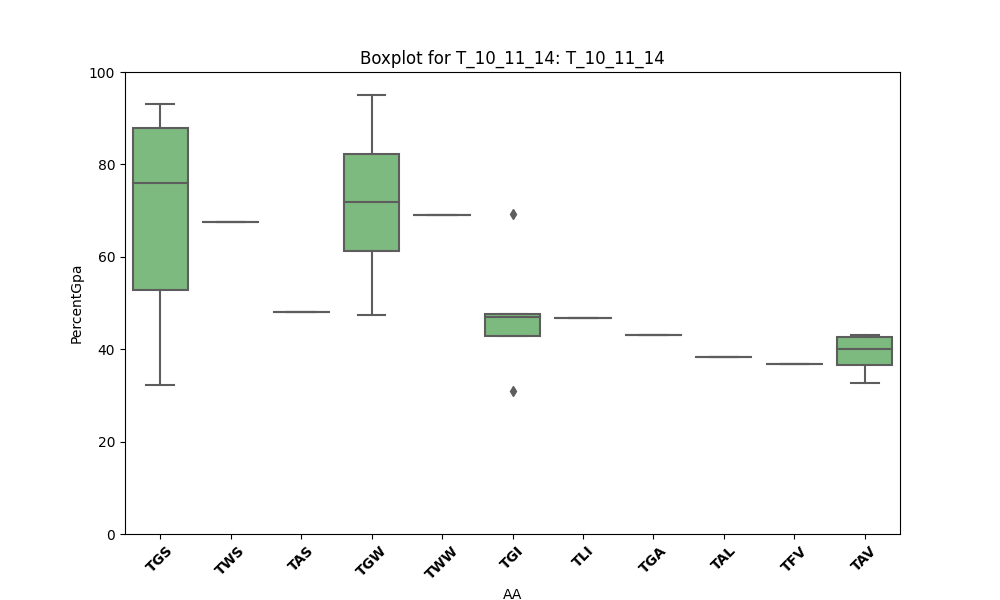 Boxplot for T_10_11_14: T_10_11_14
100
80
60
40
20
0
PercentGpa
TGS TWS TAS TGW TWW TGI TLI TGA TAL TFV TAV
AA